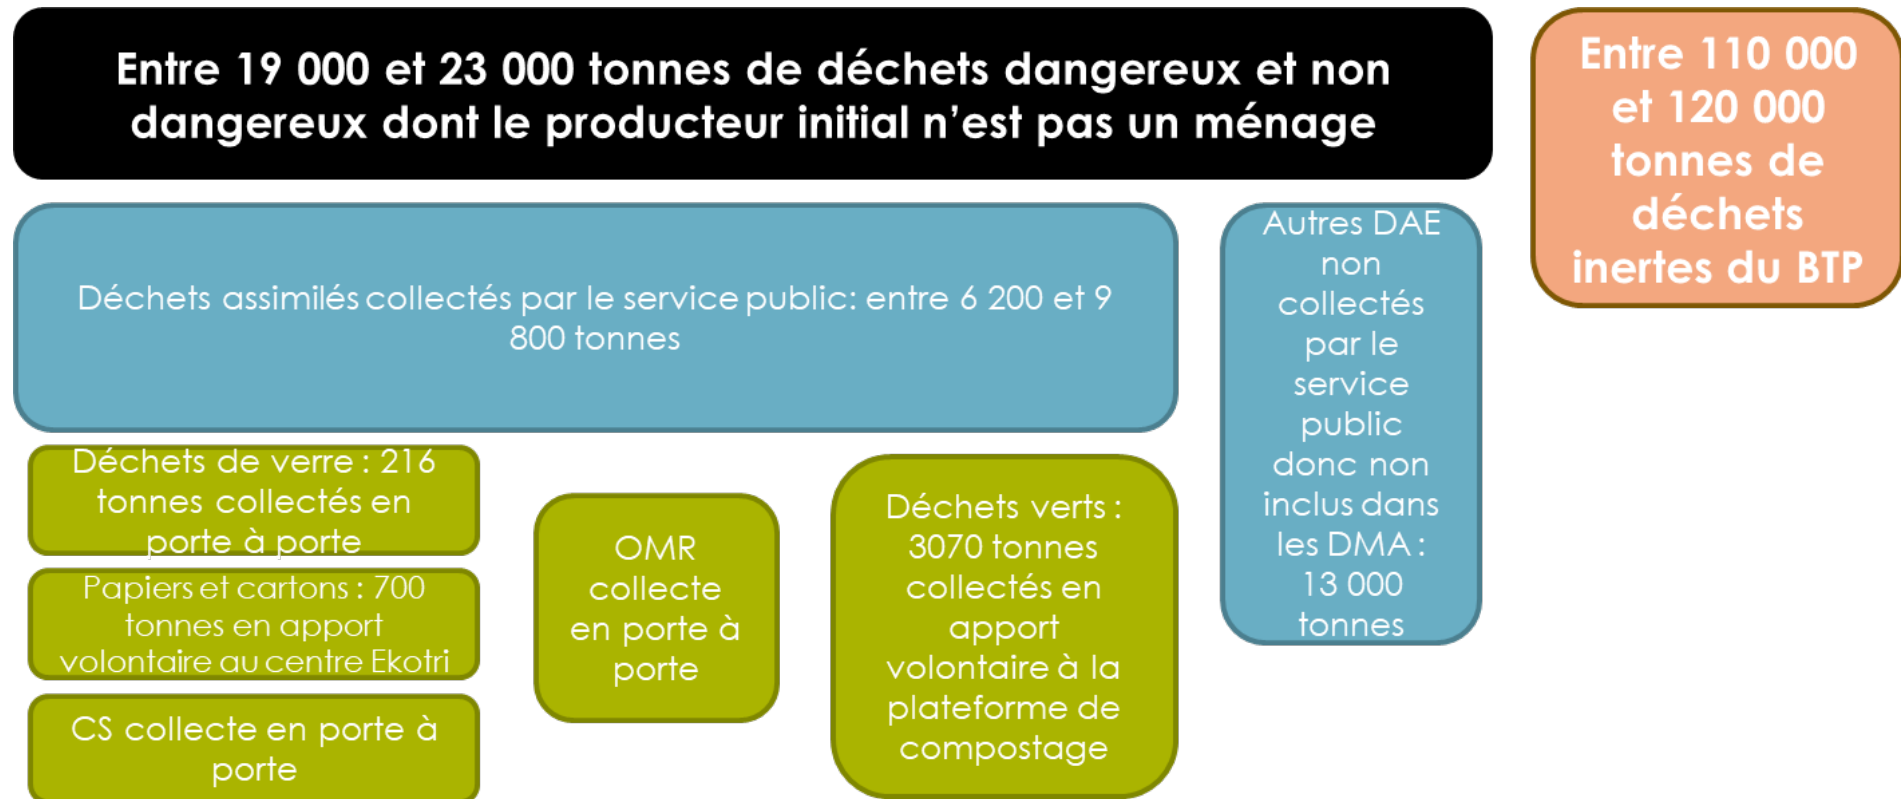 Entre 19 000 et 23 000 tonnes de déchets dangereux et non
dangereux dont le producteur initial n’est pas un ménage
Entre 110 000
et 120 000
tonnes de
déchets
inertes du BTP
Déchets assimilés collectés par le service public: entre 6 200 et 9
800 tonnes
Autres DAE
non
collectés
par le
service
public
donc non
inclus dans
les DMA :
13 000
tonnes
Déchets de verre : 216
tonnes collectés en
porte à porte
Papiers et cartons : 700
tonnes en apport
volontaire au centre Ekotri
CS collecte en porte à
porte
OMR
collecte
en porte à
porte
Déchets verts :
3070 tonnes
collectés en
apport
volontaire à la
plateforme de
compostage